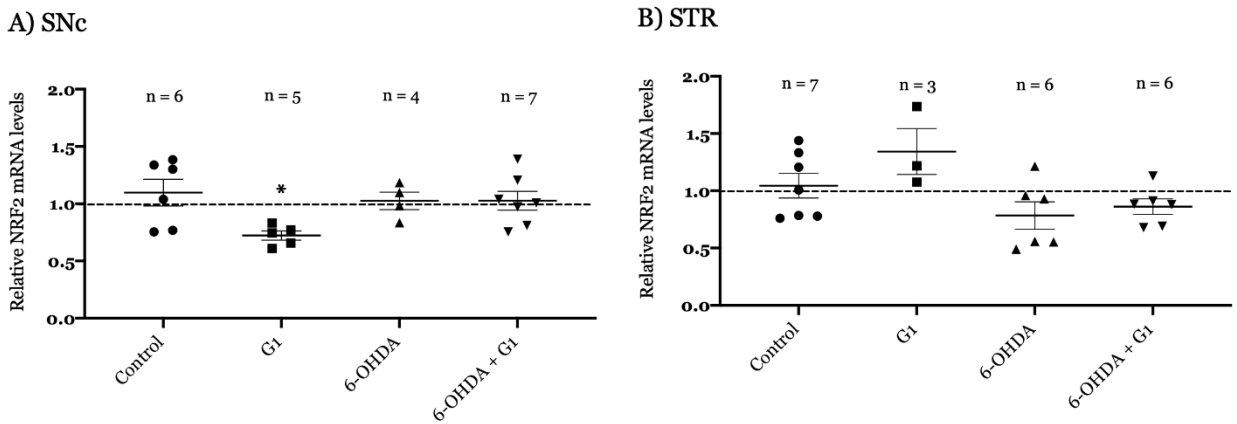 A) SNc
Relative NRF2 mRNA levels
2.0
1.5
1.0
0.5
0.0
n = 6
n = 5
n = 4
n = 7
*
Control
G1
6-OHDA
6-OHDA + G1
B) STR
Relative NRF2 mRNA levels
2.0
1.5
1.0
0.5
0.0
n = 7
n = 3
n = 6
n = 6
Control
G1
6-OHDA
6-OHDA + G1